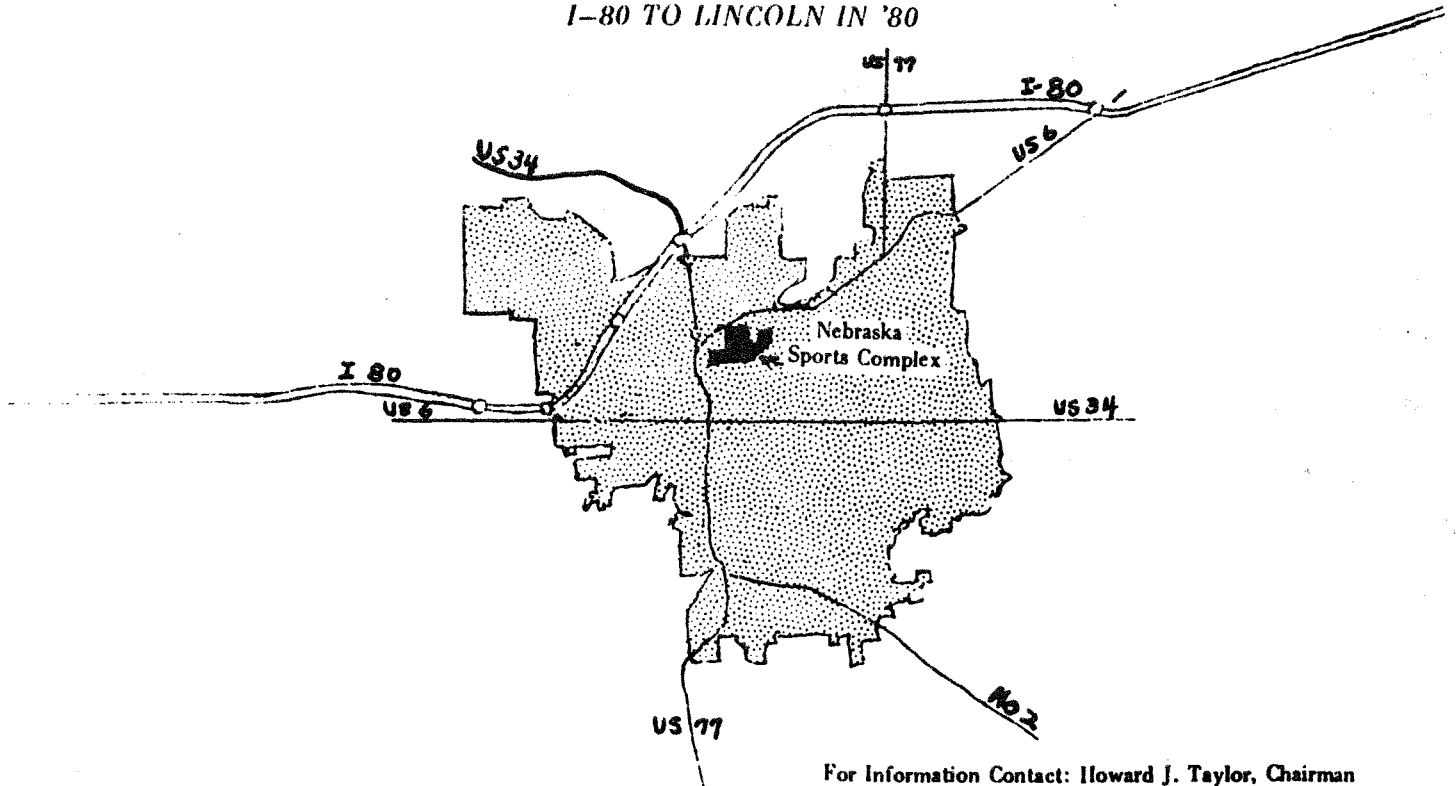 I-80 TO LINCOLN IN '80
US 77
I-80
US 6
US 34
Nebraska
Sports Complex
I 80
US 6
US 34
MO 2
US 77
For Information Contact: Howard J. Taylor, Chairman